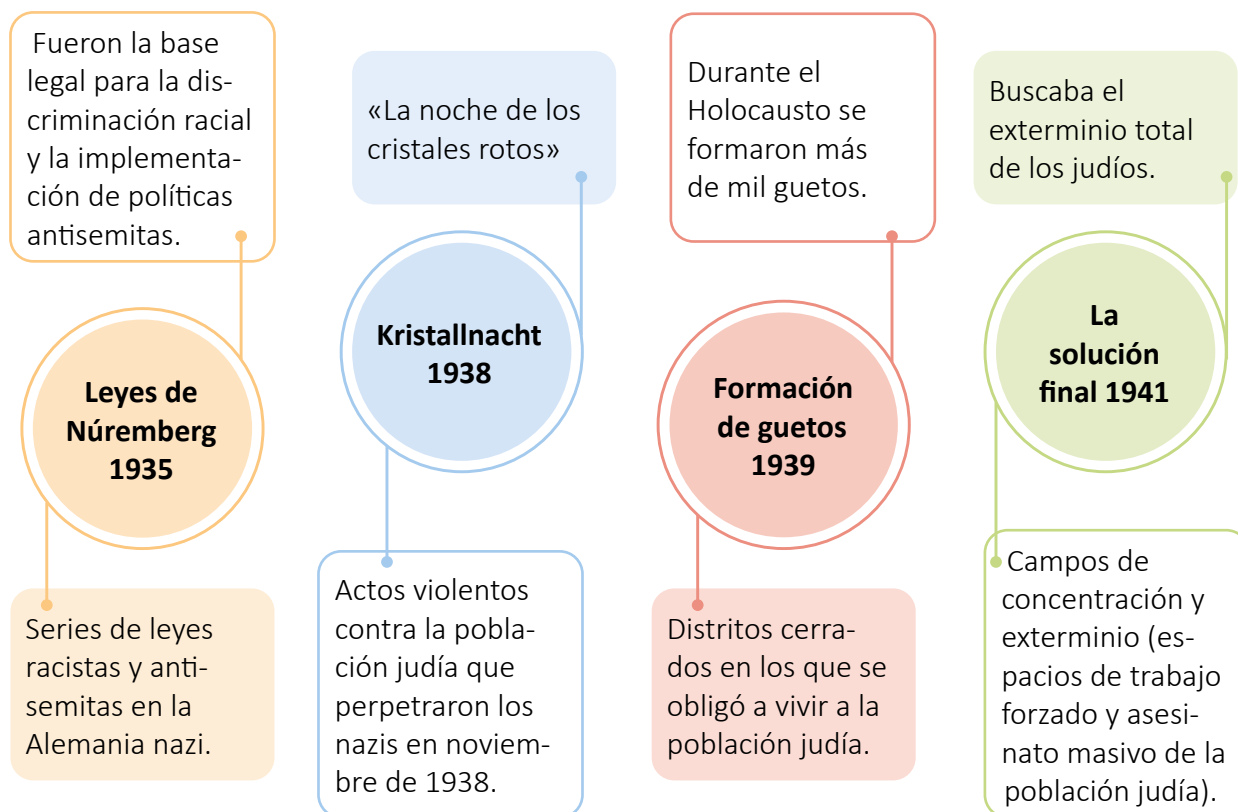 Fueron la base
legal para la dis-
criminación racial
y la implementa-
ción de políticas
antisemitas.
Leyes de
Núremberg
1935
Series de leyes
racistas y anti-
semitas en la
Alemania nazi.
«La noche de los
cristales rotos»
Kristallnacht
1938
Actos violentos
contra la pobla-
ción judía que
perpetraron los
nazis en noviem-
bre de 1938.
Durante el
Holocausto se
formaron más
de mil guetos.
Formación
de guetos
1939
Distritos cerra-
dos en los que se
obligó a vivir a la
población judía.
Buscaba el
exterminio total
de los judíos.
La
solución
final 1941
Campos de
concentración y
exterminio (es-
pacios de trabajo
forzado y asesi-
nato masivo de la
población judía).